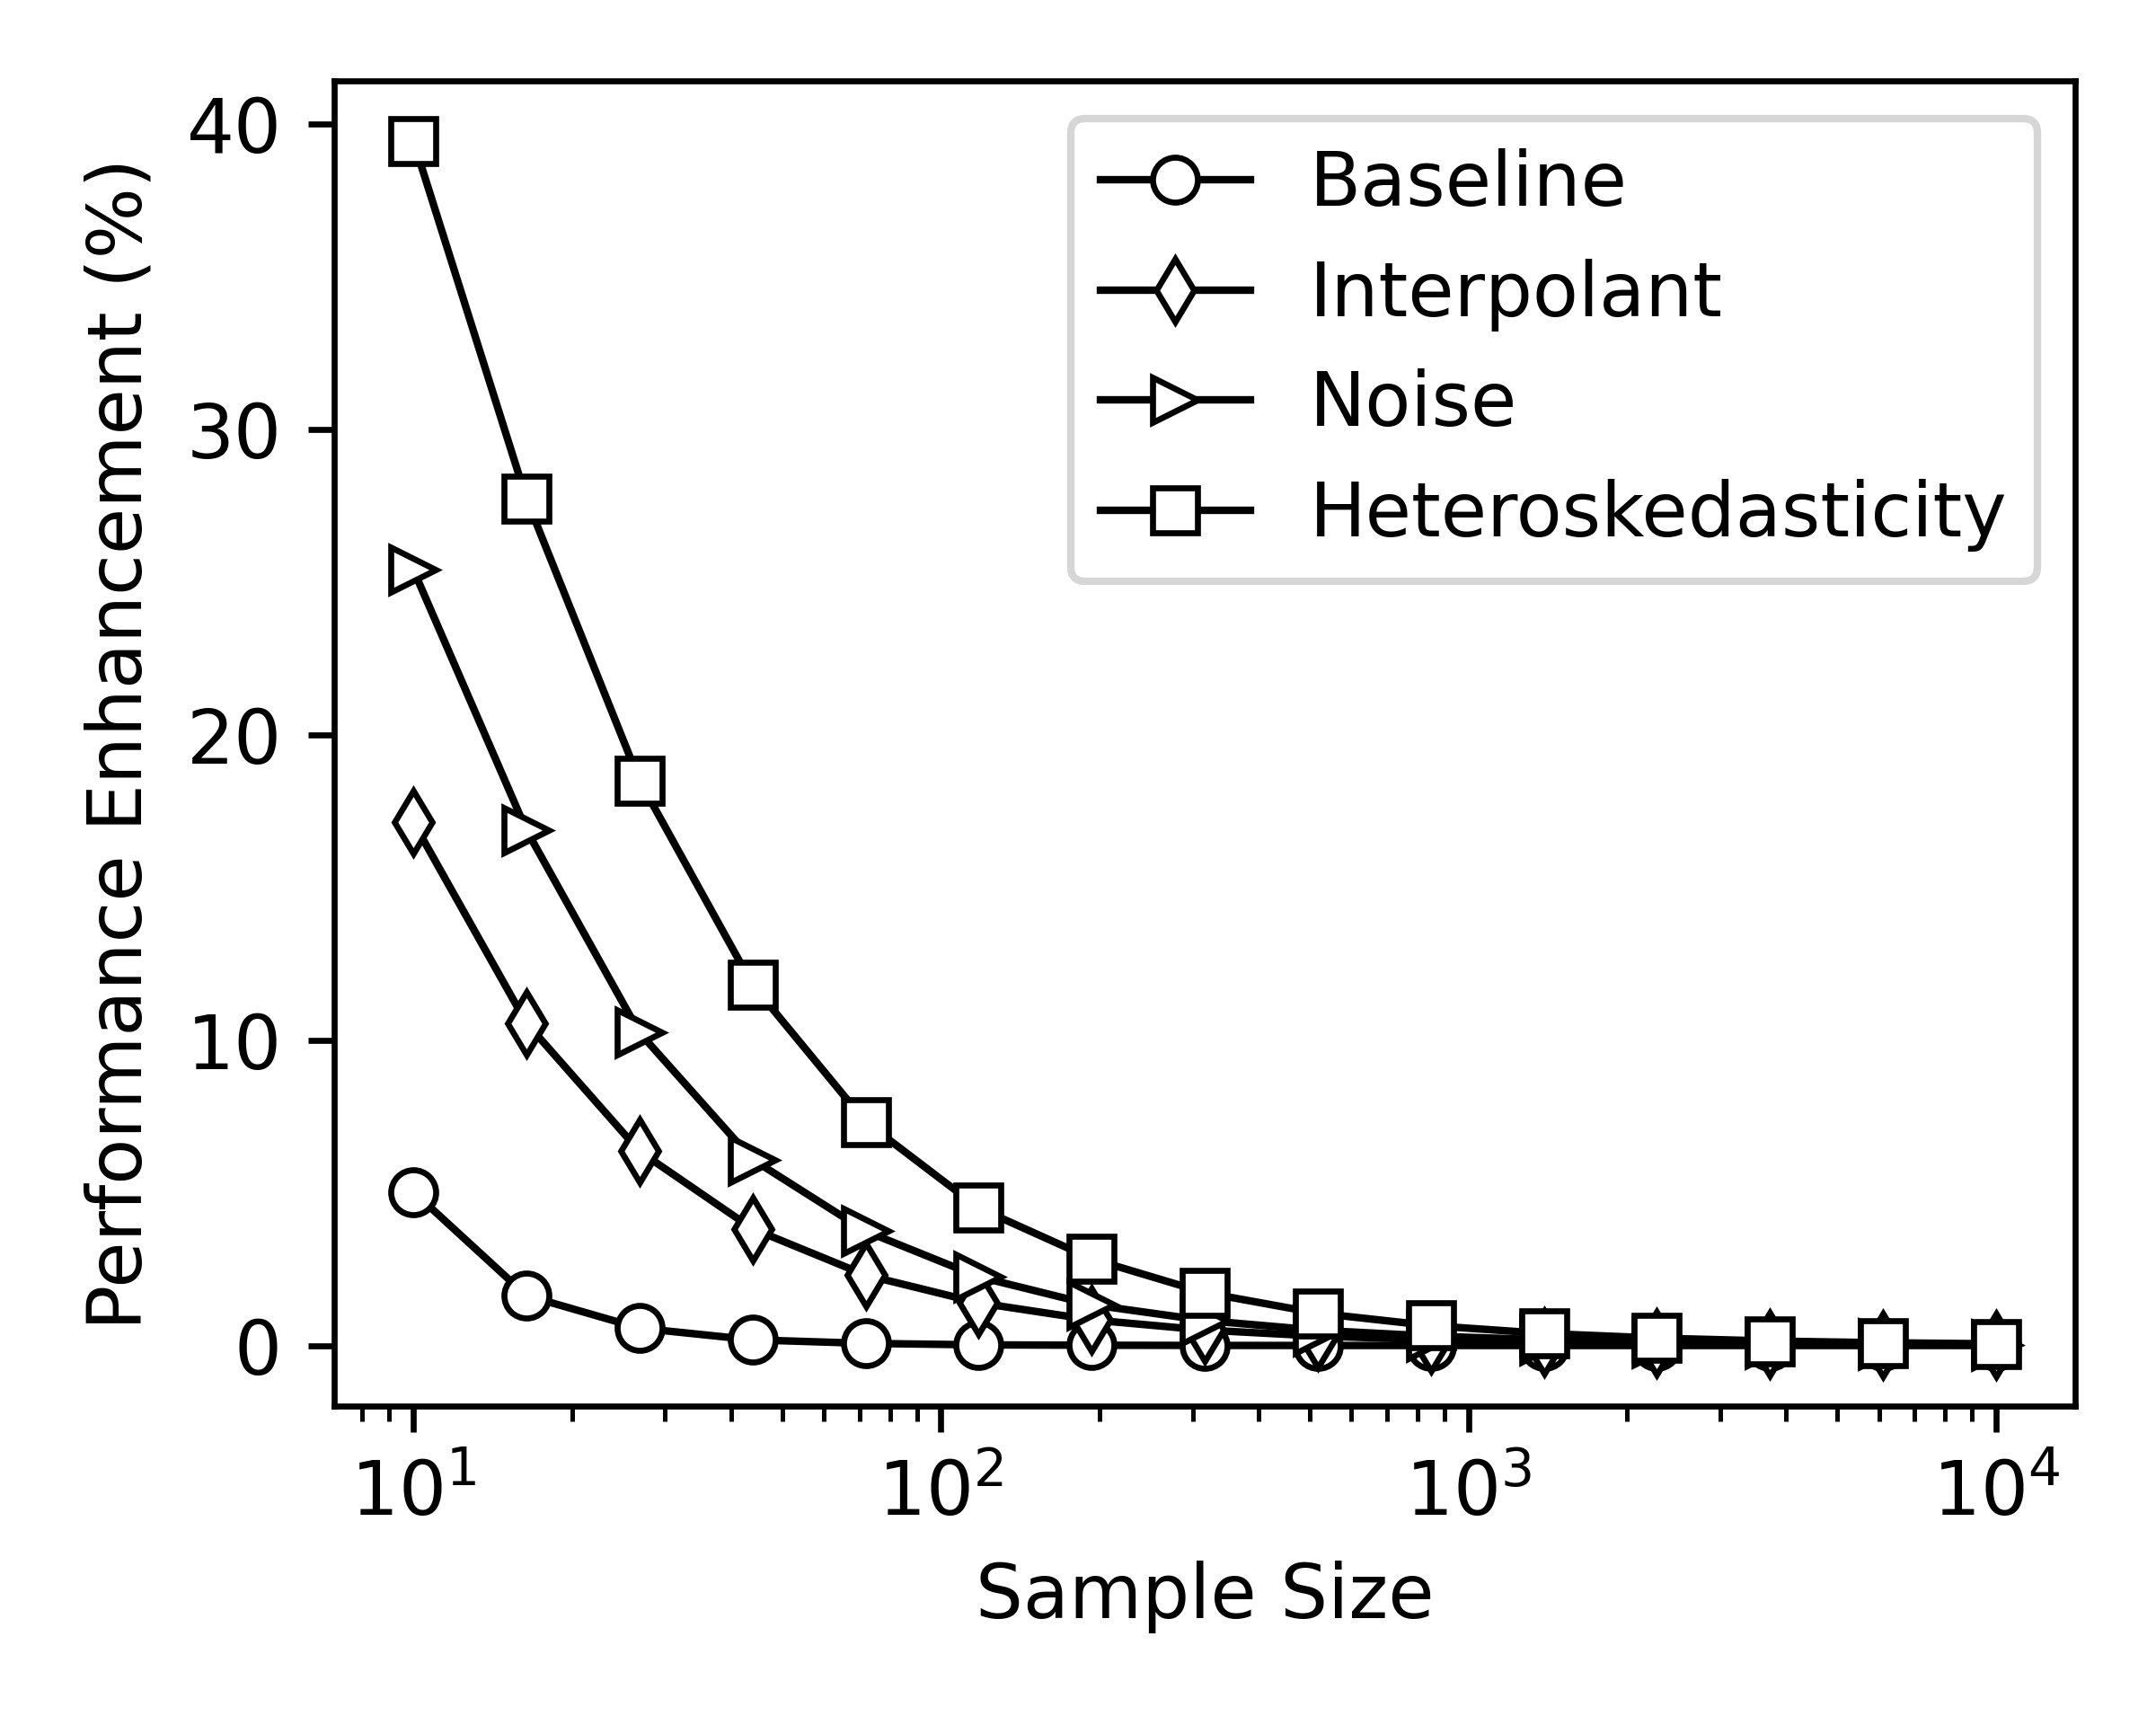 Performance Enhancement (%)
40
30
20
10
0
Baseline
Interpolant
Noise
Heteroskedasticity
10¹ 10² 10³ 10⁴
Sample Size